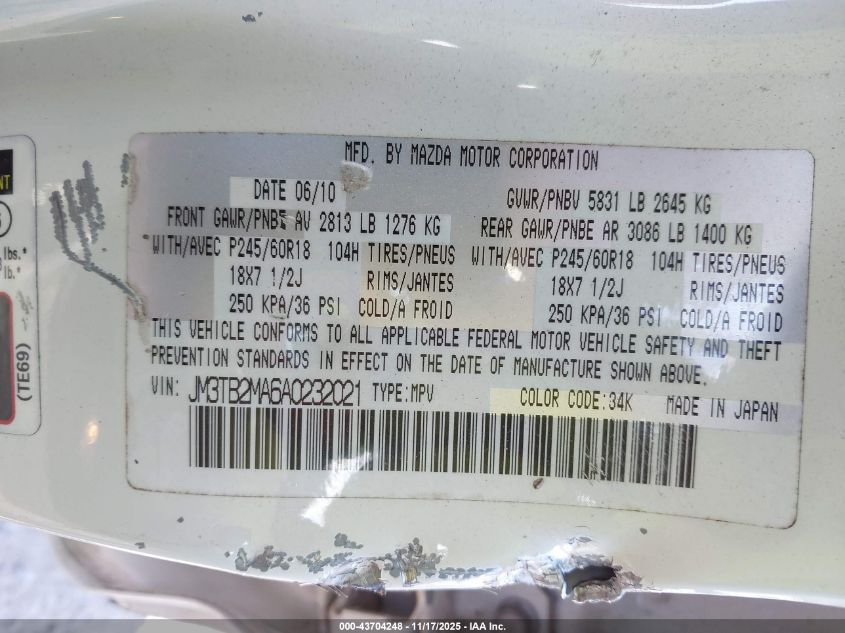 MFD. BY MAZDA MOTOR CORPORATION
DATE 06/10 GVWR/PNBV 5831 LB 2645 KG
FRONT GAWR/PNBE AV 2813 LB 1276 KG REAR GAWR/PNBE AR 3086 LB 1400 KG
WITH/AVEC P245/60R18 104H TIRES/PNEUS WITH/AVEC P245/60R18 104H TIRES/PNEUS
18X7 1/2J RIMS/JANTES 18X7 1/2J RIMS/JANTES
250 KPA/36 PSI COLD/A FROID 250 KPA/36 PSI COLD/A FROID
THIS VEHICLE CONFORMS TO ALL APPLICABLE FEDERAL MOTOR VEHICLE SAFETY AND THEFT
PREVENTION STANDARDS IN EFFECT ON THE DATE OF MANUFACTURE SHOWN ABOVE.
VIN: JM3TB2MA6A0232021 TYPE:MPV COLOR CODE:34K MADE IN JAPAN
lbs.*
lb.*
(TE69)
000-43704248 - 11/17/2025 - IAA Inc.